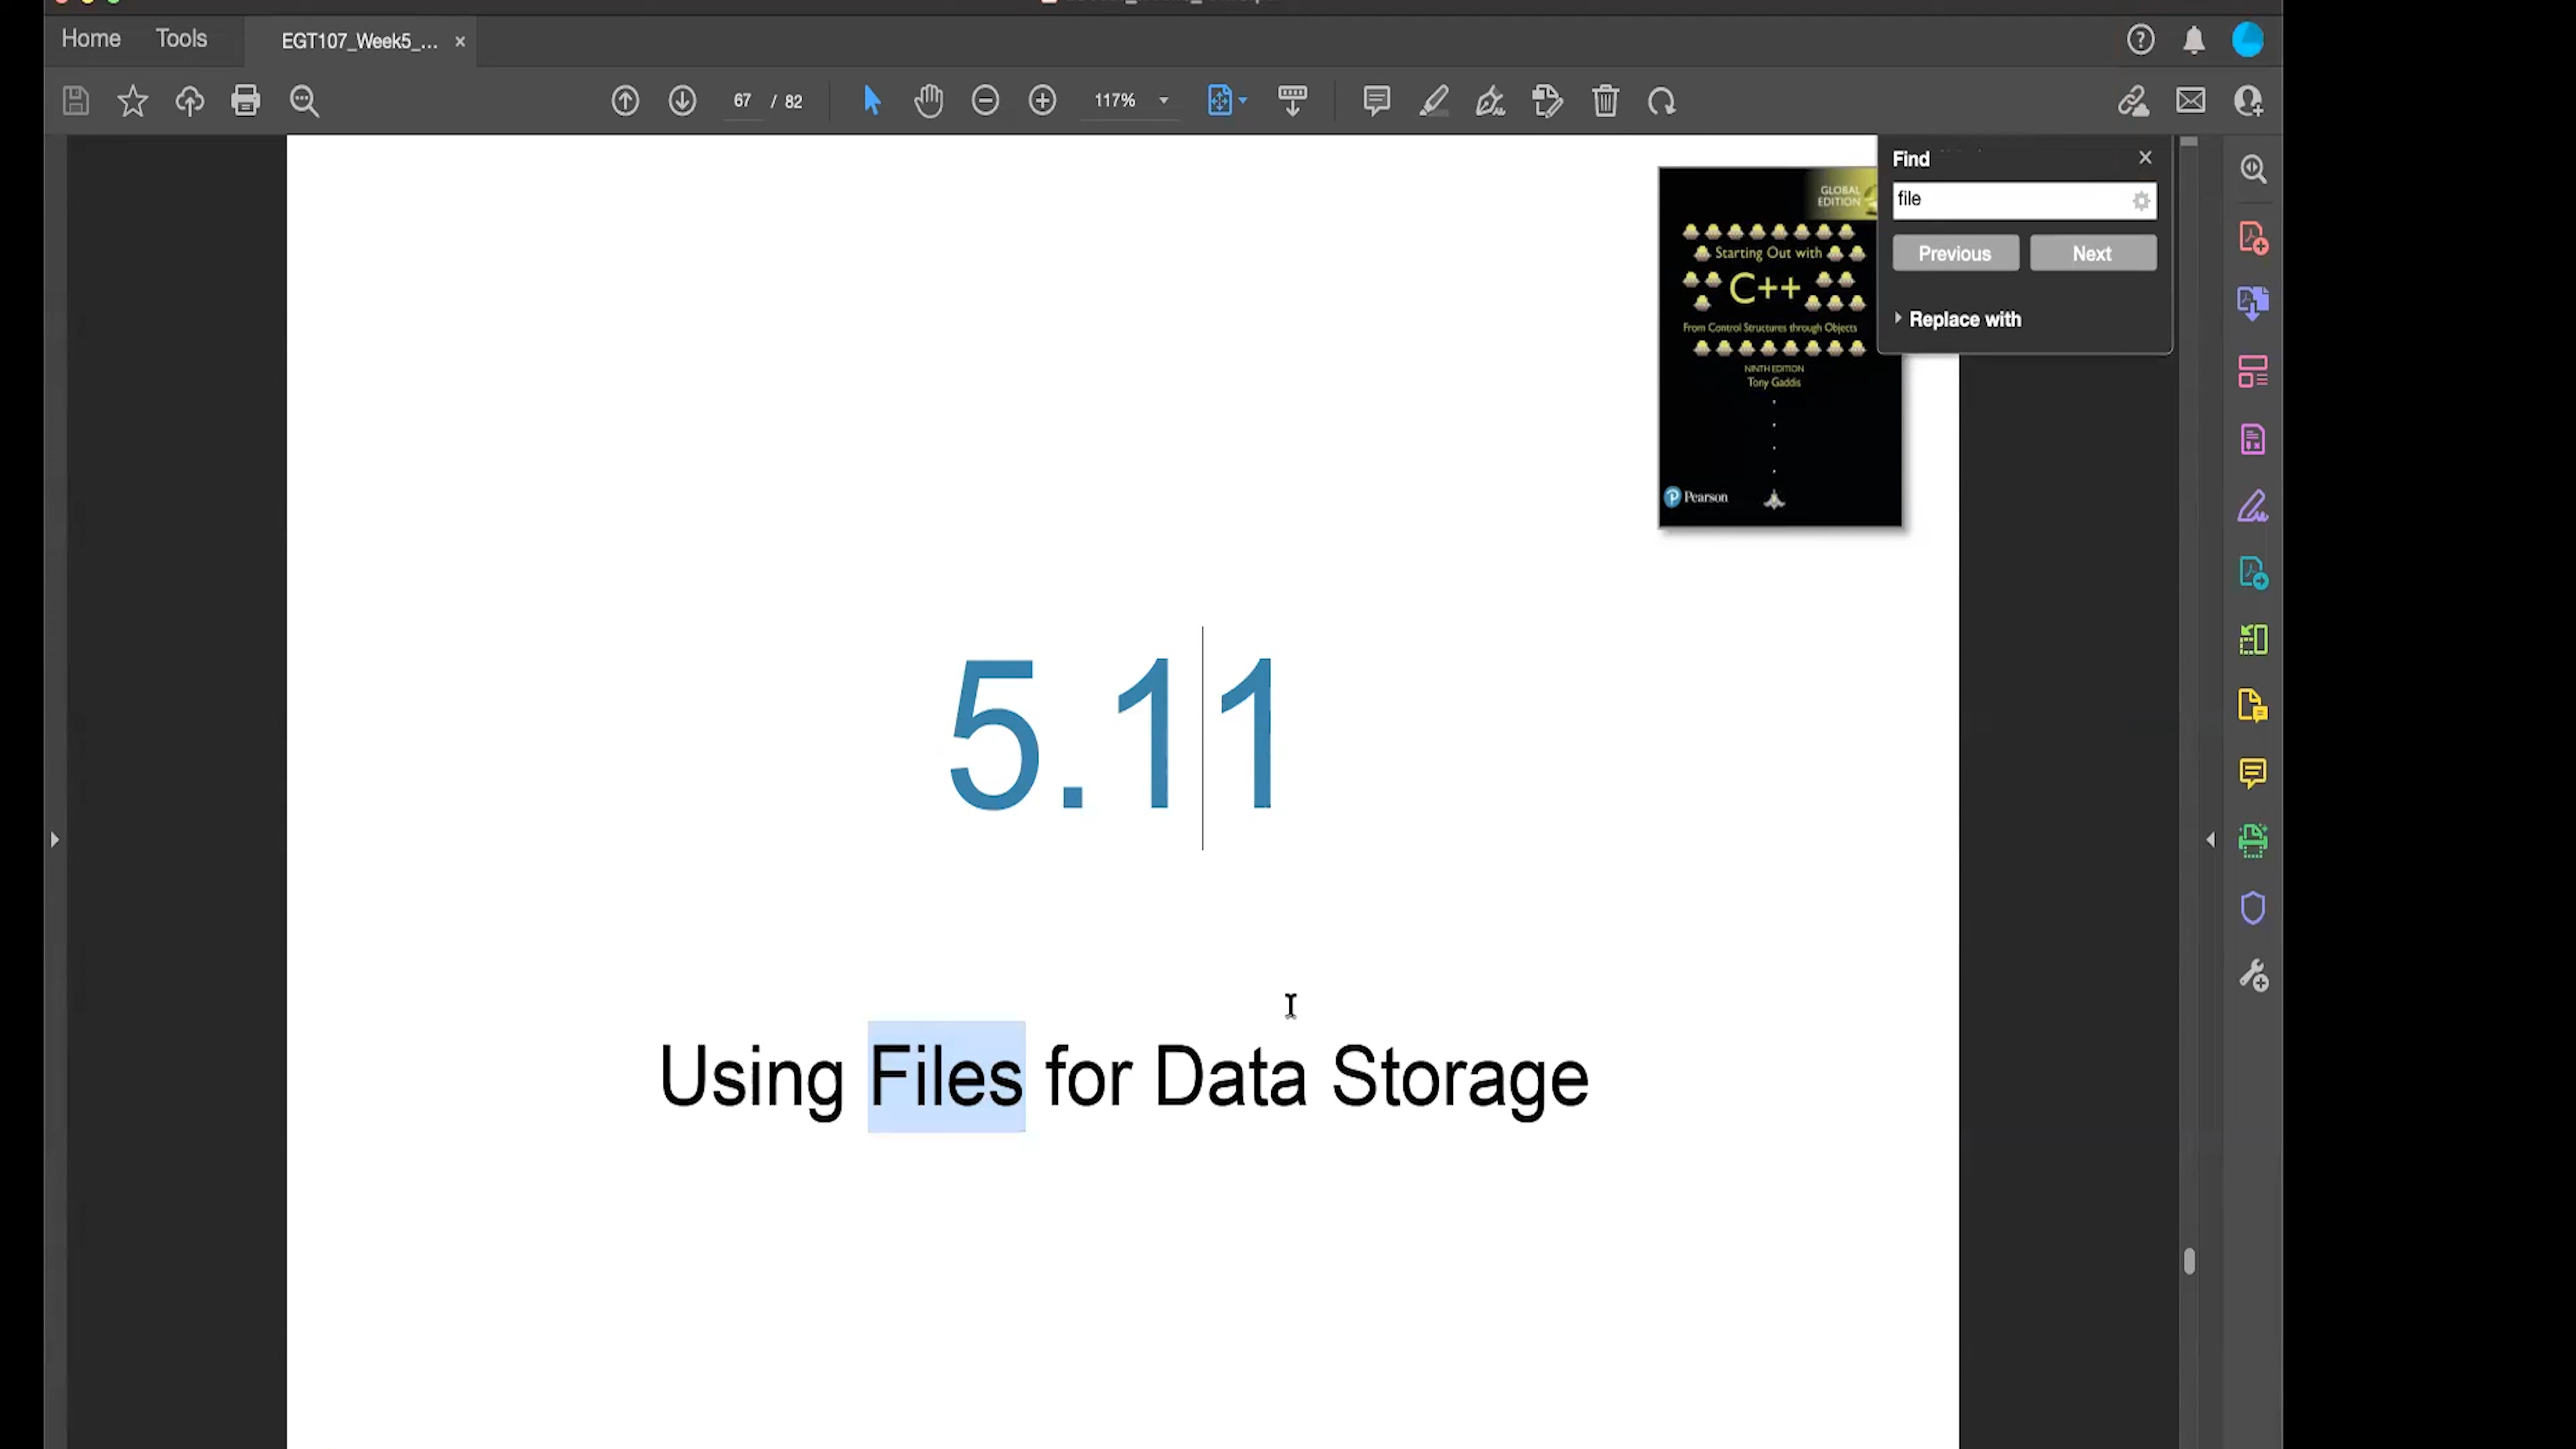 Home
Tools
EGT107_Week5_...
67 / 82
117%
Find
file
Previous
Next
Replace with
GLOBAL
EDITION
Starting Out with
C++
From Control Structures through Objects
NINTH EDITION
Tony Gaddis
Pearson
5.11
Using Files for Data Storage